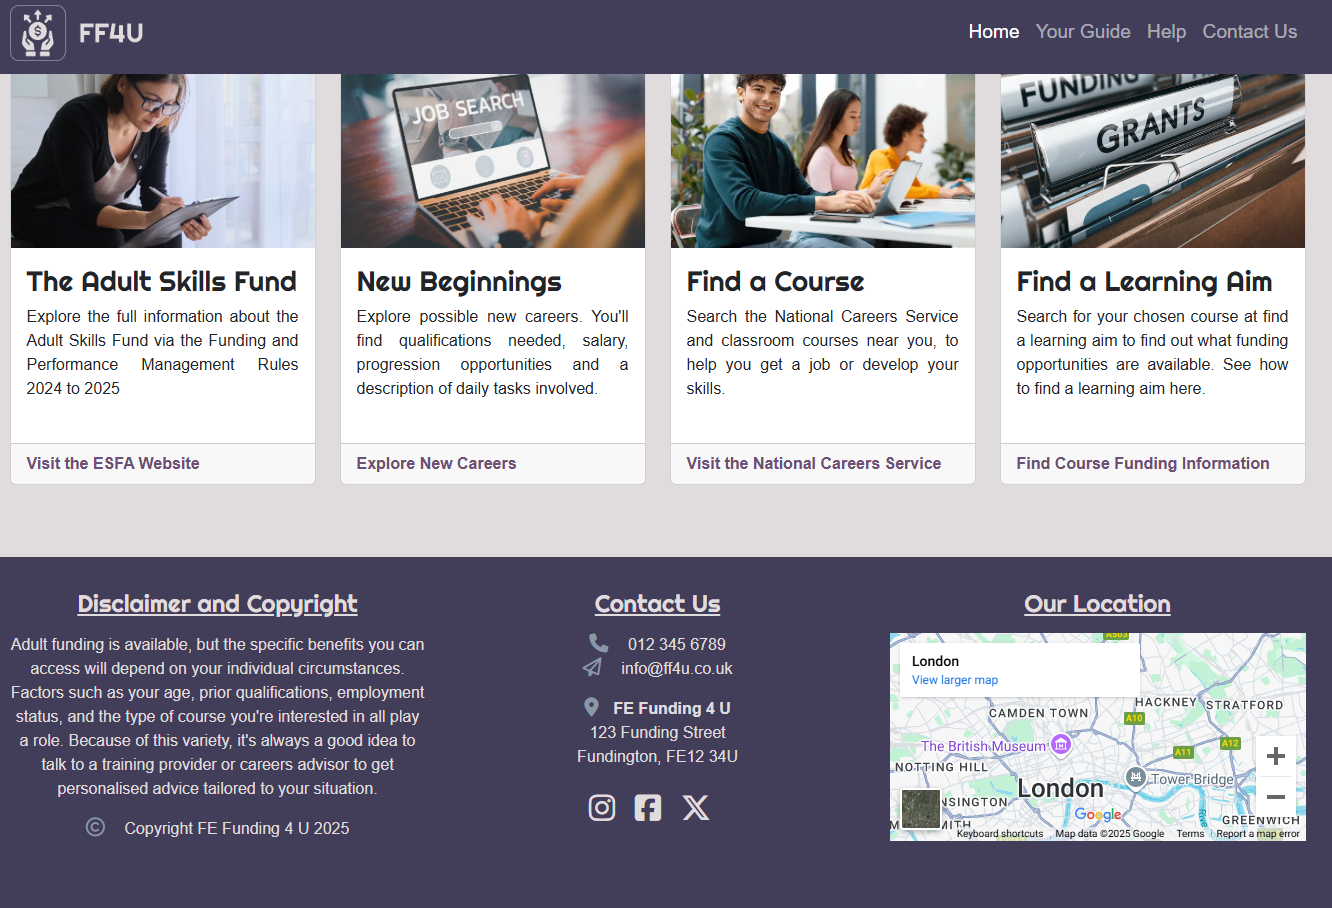 FF4U
Home Your Guide Help Contact Us
JOB SEARCH
FUNDING
GRANTS
The Adult Skills Fund
Explore the full information about the
Adult Skills Fund via the Funding and
Performance Management Rules
2024 to 2025
Visit the ESFA Website
New Beginnings
Explore possible new careers. You'll
find qualifications needed, salary,
progression opportunities and a
description of daily tasks involved.
Explore New Careers
Find a Course
Search the National Careers Service
and classroom courses near you, to
help you get a job or develop your
skills.
Visit the National Careers Service
Find a Learning Aim
Search for your chosen course at find
a learning aim to find out what funding
opportunities are available. See how
to find a learning aim here.
Find Course Funding Information
Disclaimer and Copyright
Adult funding is available, but the specific benefits you can
access will depend on your individual circumstances.
Factors such as your age, prior qualifications, employment
status, and the type of course you're interested in all play
a role. Because of this variety, it's always a good idea to
talk to a training provider or careers advisor to get
personalised advice tailored to your situation.
© Copyright FE Funding 4 U 2025
Contact Us
012 345 6789
info@ff4u.co.uk
FE Funding 4 U
123 Funding Street
Fundington, FE12 34U
Our Location
A503
London
View larger map
HACKNEY
STRATFORD
CAMDEN TOWN
A10
A12
The British Museum
A11
NOTTING HILL
Tower Bridge
London
NSINGTON
Google
GREENWICH
MITH
Keyboard shortcuts Map data ©2025 Google Terms Report a map error